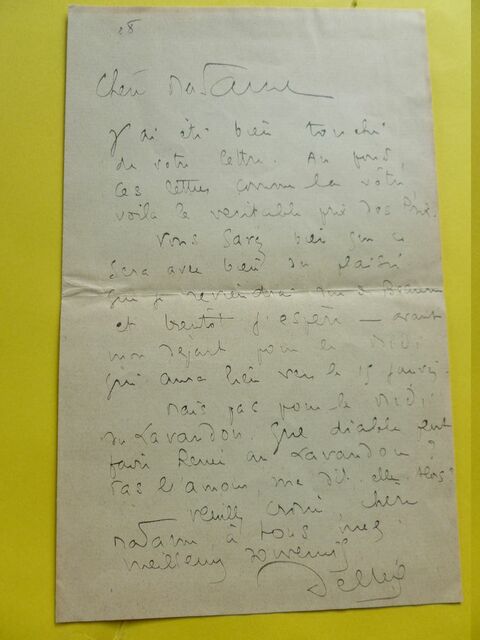 28
Chère Madame
J'ai été bien touché
de votre lettre. Au fond,
ces lettres comme la vôtre,
voilà le véritable prix des Prix.
Vous savez bien que ce
sera avec bien du plaisir
que je reviendrai
et bientôt j'espère — avant
mon départ pour le Midi
qui aura lieu vers le 15 janvier.
Mais pas pour le Midi
du Lavandou. Que diable peut
faire au Lavandou ?
Pas l'amour, me dit-elle. Alors ?
Veuillez croire chère
Madame à tous mes
meilleurs souvenirs